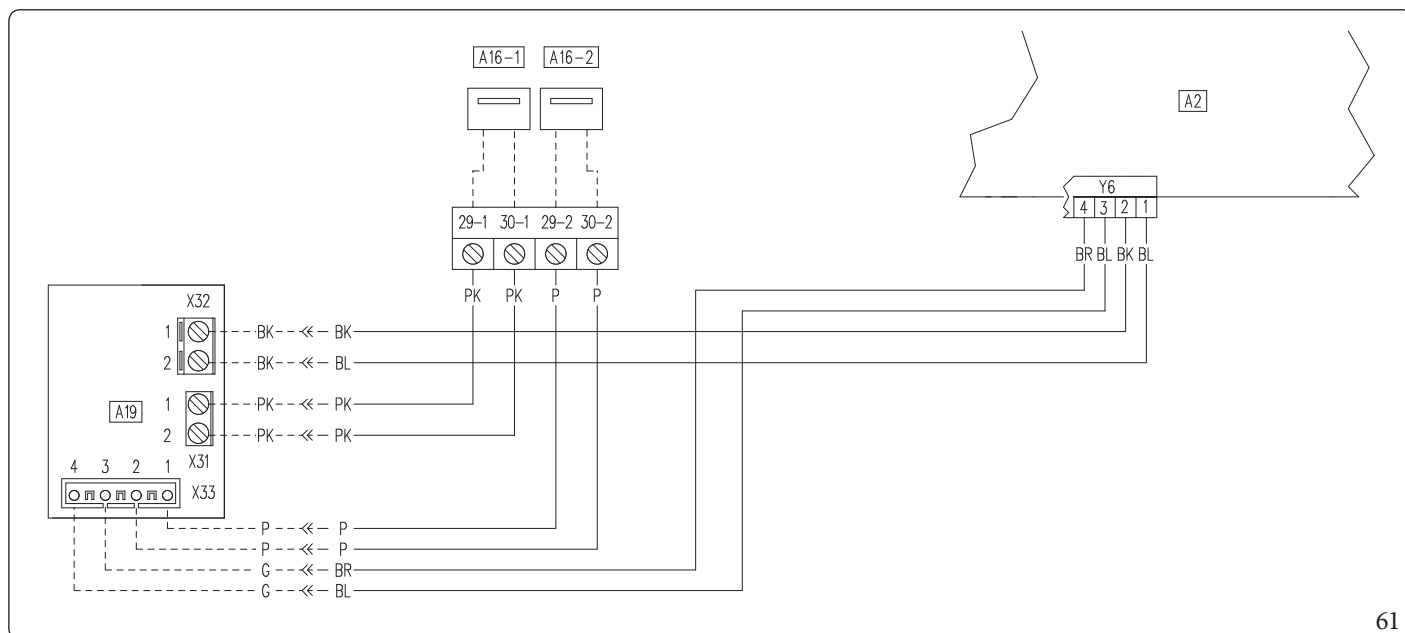 A16-1 A16-2
A2
Y6
4 3 2 1
BR BL BK BL
29-1 30-1 29-2 30-2
PK PK P P
X32
1 BK BK
2 BK BL
A19
1 PK PK
2 PK PK
X31
4 3 2 1
X33
P P
P P
G BR
G BL
61